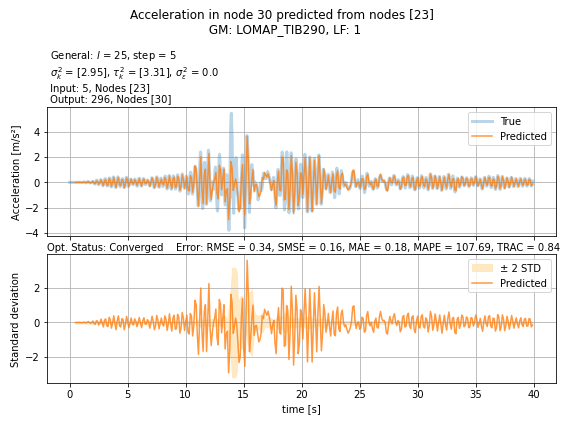 Acceleration in node 30 predicted from nodes [23]
GM: LOMAP_TIB290, LF: 1
General: l = 25, step = 5
σ²ₖ = [2.95], τ²ₖ = [3.31], σ²ε = 0.0
Input: 5, Nodes [23]
Output: 296, Nodes [30]
True
Predicted
Acceleration [m/s²]
4
2
0
−2
−4
Opt. Status: Converged Error: RMSE = 0.34, SMSE = 0.16, MAE = 0.18, MAPE = 107.69, TRAC = 0.84
± 2 STD
Predicted
Standard deviation
2
0
−2
0 5 10 15 20 25 30 35 40
time [s]